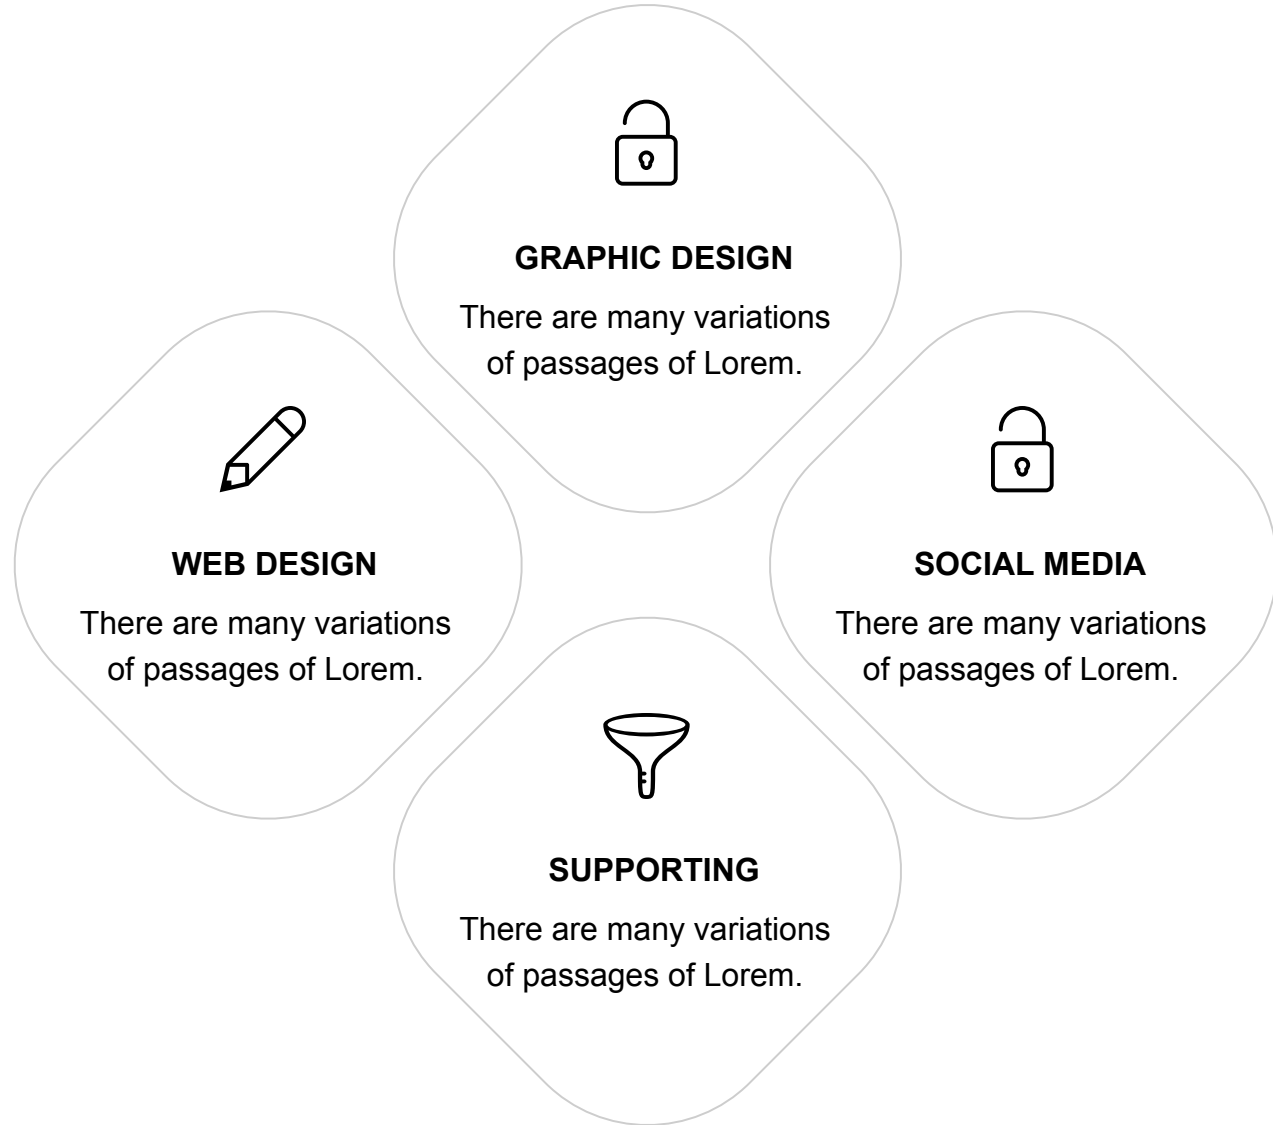 GRAPHIC DESIGN
There are many variations
of passages of Lorem.
WEB DESIGN
There are many variations
of passages of Lorem.
SOCIAL MEDIA
There are many variations
of passages of Lorem.
SUPPORTING
There are many variations
of passages of Lorem.